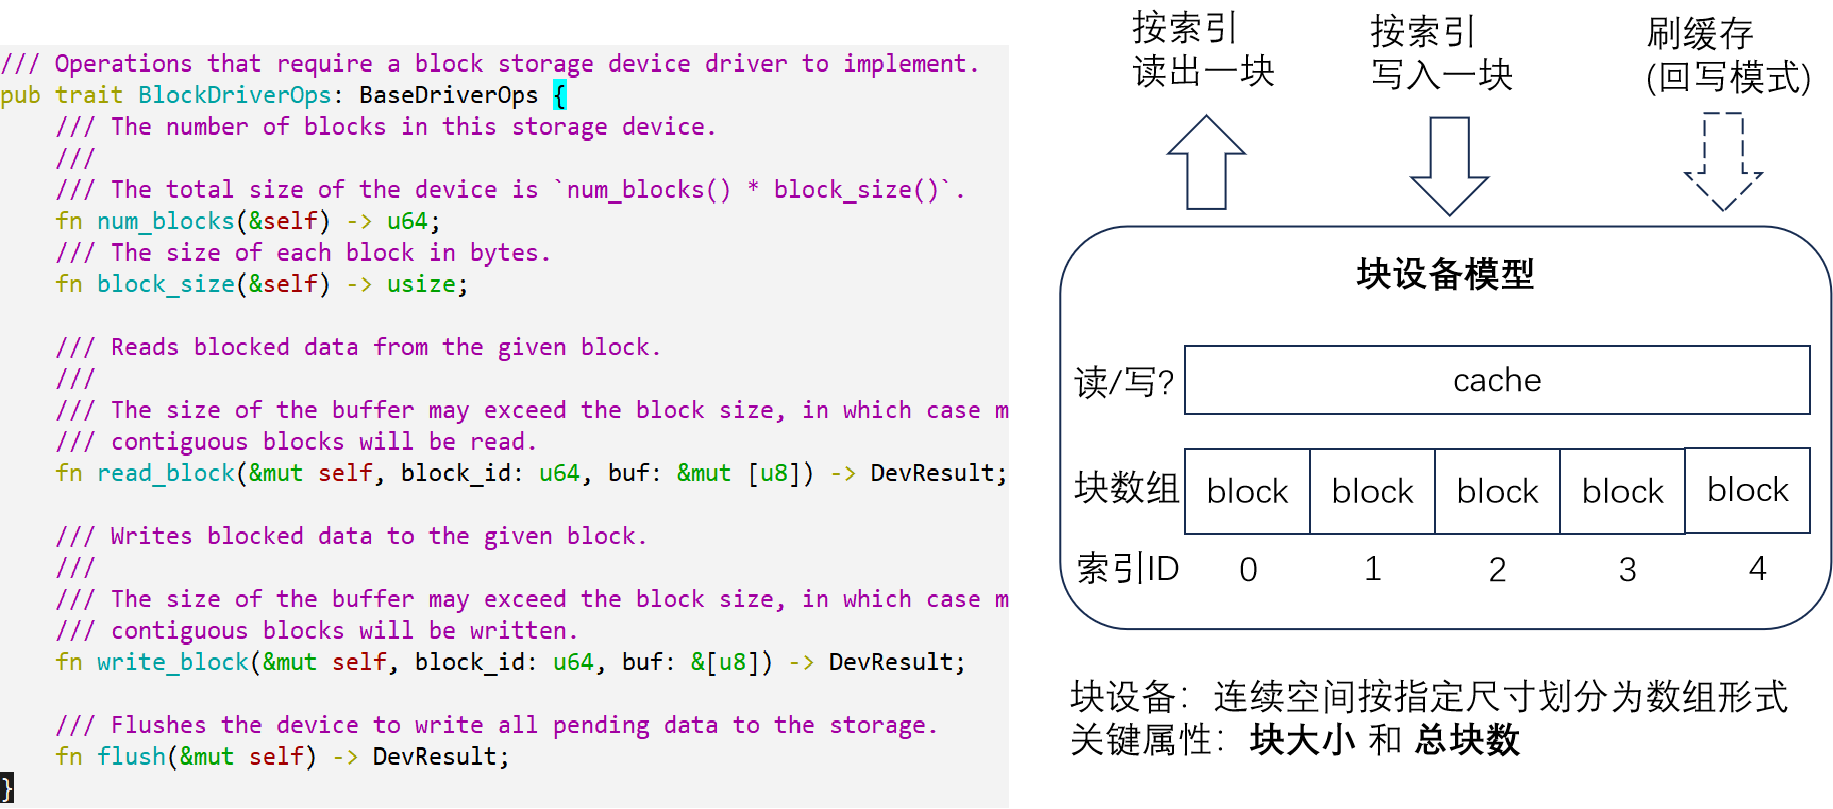 /// Operations that require a block storage device driver to implement.
pub trait BlockDriverOps: BaseDriverOps {
/// The number of blocks in this storage device.
///
/// The total size of the device is `num_blocks() * block_size()`.
fn num_blocks(&self) -> u64;
/// The size of each block in bytes.
fn block_size(&self) -> usize;
/// Reads blocked data from the given block.
///
/// The size of the buffer may exceed the block size, in which case m
/// contiguous blocks will be read.
fn read_block(&mut self, block_id: u64, buf: &mut [u8]) -> DevResult;
/// Writes blocked data to the given block.
///
/// The size of the buffer may exceed the block size, in which case m
/// contiguous blocks will be written.
fn write_block(&mut self, block_id: u64, buf: &[u8]) -> DevResult;
/// Flushes the device to write all pending data to the storage.
fn flush(&mut self) -> DevResult;
}
按索引
读出一块
按索引
写入一块
刷缓存
(回写模式)
块设备模型
读/写? cache
块数组 block block block block block
索引ID 0 1 2 3 4
块设备：连续空间按指定尺寸划分为数组形式
关键属性：块大小 和 总块数